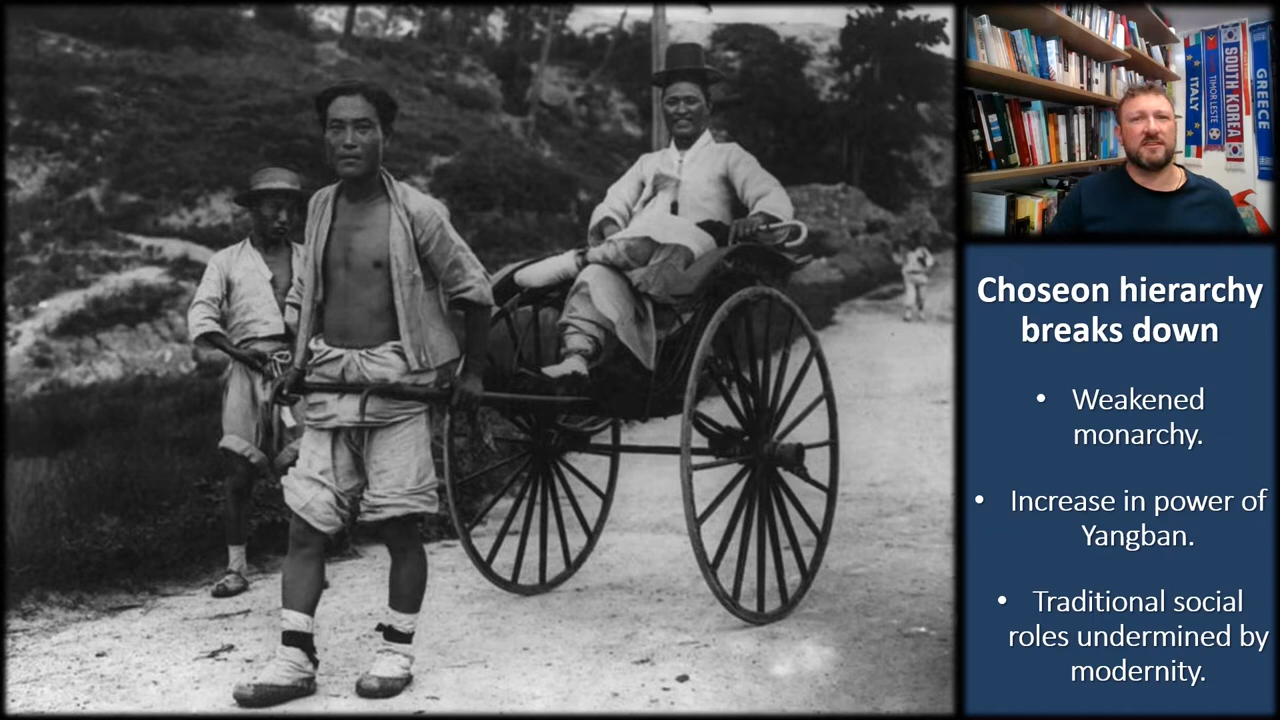 ITALY
TIMOR LESTE
SOUTH KOREA
GREECE
Choseon hierarchy
breaks down
• Weakened
monarchy.
• Increase in power of
Yangban.
• Traditional social
roles undermined by
modernity.